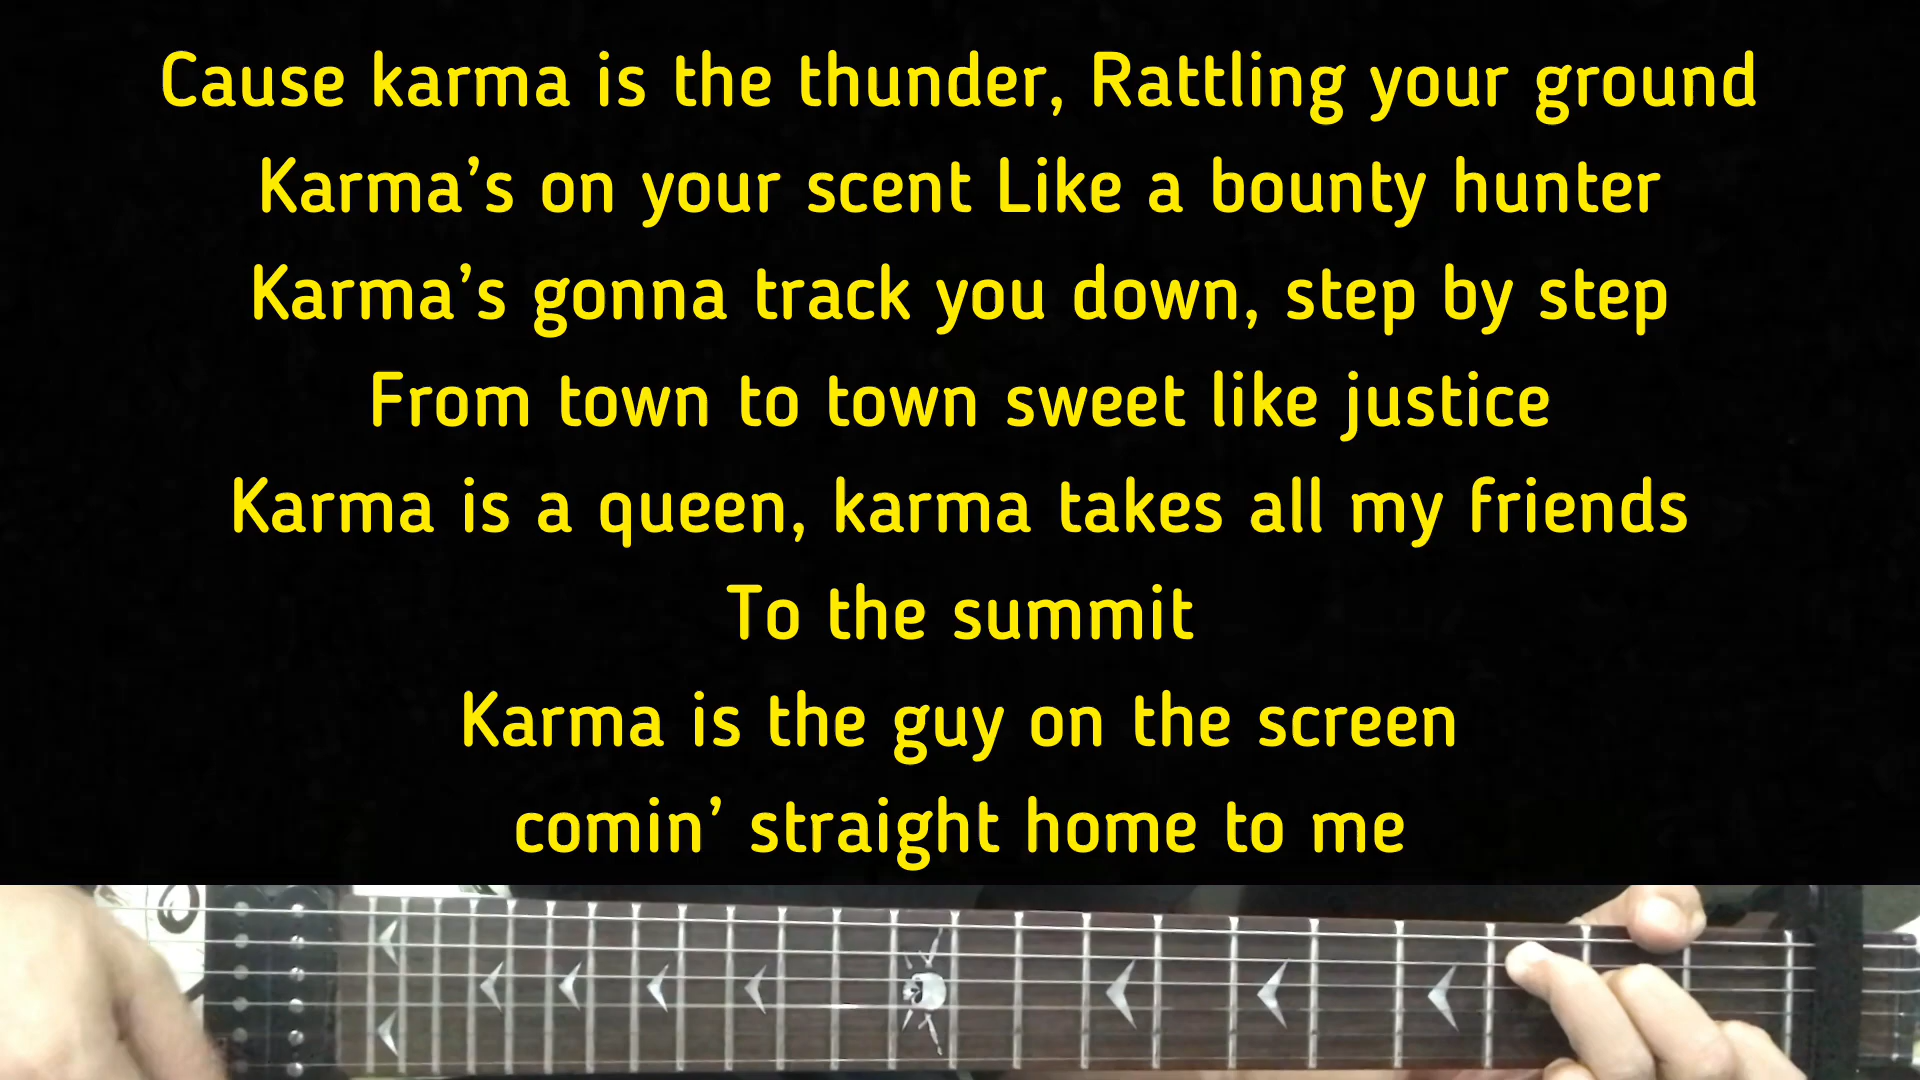 Cause karma is the thunder, Rattling your ground
Karma’s on your scent Like a bounty hunter
Karma’s gonna track you down, step by step
From town to town sweet like justice
Karma is a queen, karma takes all my friends
To the summit
Karma is the guy on the screen
comin’ straight home to me